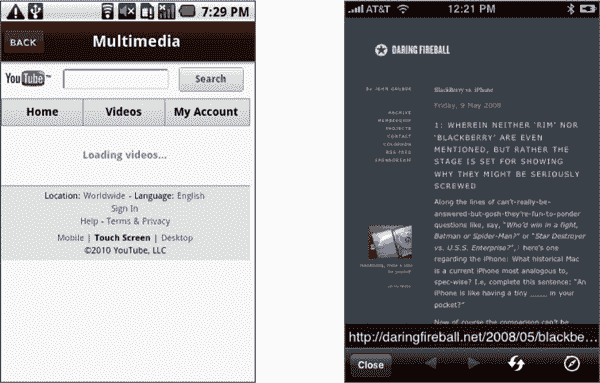 7:29 PM
BACK
Multimedia
YouTube™
Search
Home
Videos
My Account
Loading videos...
Location: Worldwide - Language: English
Sign In
Help - Terms & Privacy
Mobile | Touch Screen | Desktop
©2010 YouTube, LLC
AT&T
12:21 PM
DARING FIREBALL
By JOHN GRUBER
ARCHIVE
MEMBERSHIP
PROJECTS
CONTACT
COLOPHON
RSS FEED
SPONSORSHIP
BlackBerry vs. iPhone
Friday, 9 May 2008
1: WHEREIN NEITHER 'RIM' NOR
'BLACKBERRY' ARE EVEN
MENTIONED, BUT RATHER THE
STAGE IS SET FOR SHOWING
WHY THEY MIGHT BE SERIOUSLY
SCREWED
Along the lines of can't-really-be-
answered-but-gosh-they're-fun-to-ponder
questions like, say, "Who'd win in a fight,
Batman or Spider-Man?" or "Star Destroyer
vs. U.S.S. Enterprise?", here's one
regarding the iPhone: What historical Mac
is a current iPhone most analogous to,
spec-wise? I.e, complete this sentence: "An
iPhone is like having a tiny ____ in your
pocket?"
Now of course the comparison can't be
http://daringfireball.net/2008/05/blackbe...
Close